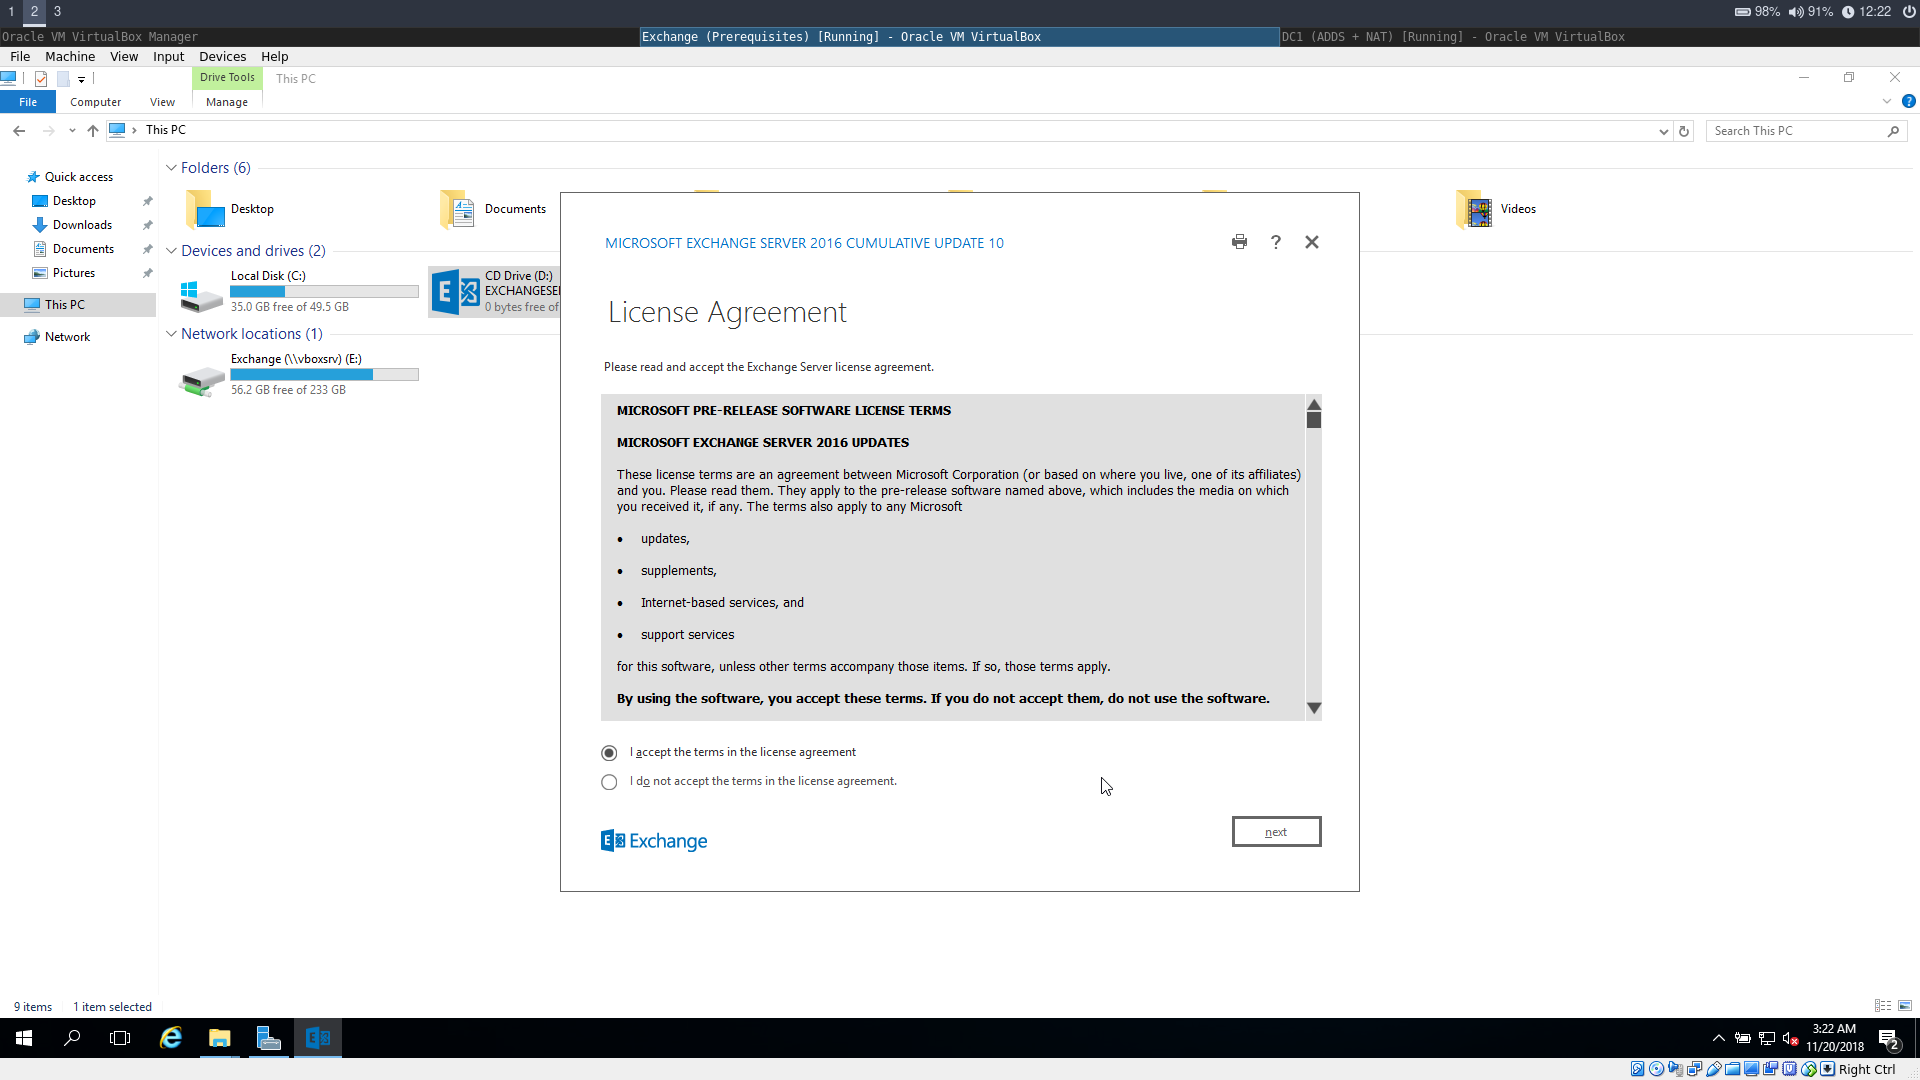 1 2 3
98% 91% 12:22
Oracle VM VirtualBox Manager
Exchange (Prerequisites) [Running] - Oracle VM VirtualBox
DC1 (ADDS + NAT) [Running] - Oracle VM VirtualBox
File Machine View Input Devices Help
Drive Tools This PC
File Computer View Manage
This PC
Search This PC
Quick access
Desktop
Downloads
Documents
Pictures
This PC
Network
Folders (6)
Desktop
Documents
Videos
Devices and drives (2)
Local Disk (C:)
35.0 GB free of 49.5 GB
CD Drive (D:)
EXCHANGESE
0 bytes free of
Network locations (1)
Exchange (\\vboxsrv) (E:)
56.2 GB free of 233 GB
MICROSOFT EXCHANGE SERVER 2016 CUMULATIVE UPDATE 10
?
License Agreement
Please read and accept the Exchange Server license agreement.
MICROSOFT PRE-RELEASE SOFTWARE LICENSE TERMS
MICROSOFT EXCHANGE SERVER 2016 UPDATES
These license terms are an agreement between Microsoft Corporation (or based on where you live, one of its affiliates)
and you. Please read them. They apply to the pre-release software named above, which includes the media on which
you received it, if any. The terms also apply to any Microsoft
• updates,
• supplements,
• Internet-based services, and
• support services
for this software, unless other terms accompany those items. If so, those terms apply.
By using the software, you accept these terms. If you do not accept them, do not use the software.
I accept the terms in the license agreement
I do not accept the terms in the license agreement.
Exchange
next
9 items 1 item selected
3:22 AM
11/20/2018
2
Right Ctrl